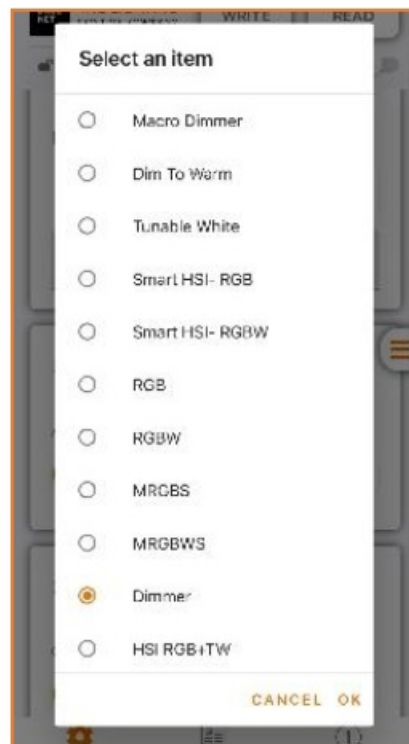 WRITE READ
Select an item
Macro Dimmer
Dim To Warm
Tunable White
Smart HSI- RGB
Smart HSI- RGBW
RGB
RGBW
MRGBS
MRGBWS
Dimmer
HSI RGB+TW
CANCEL OK